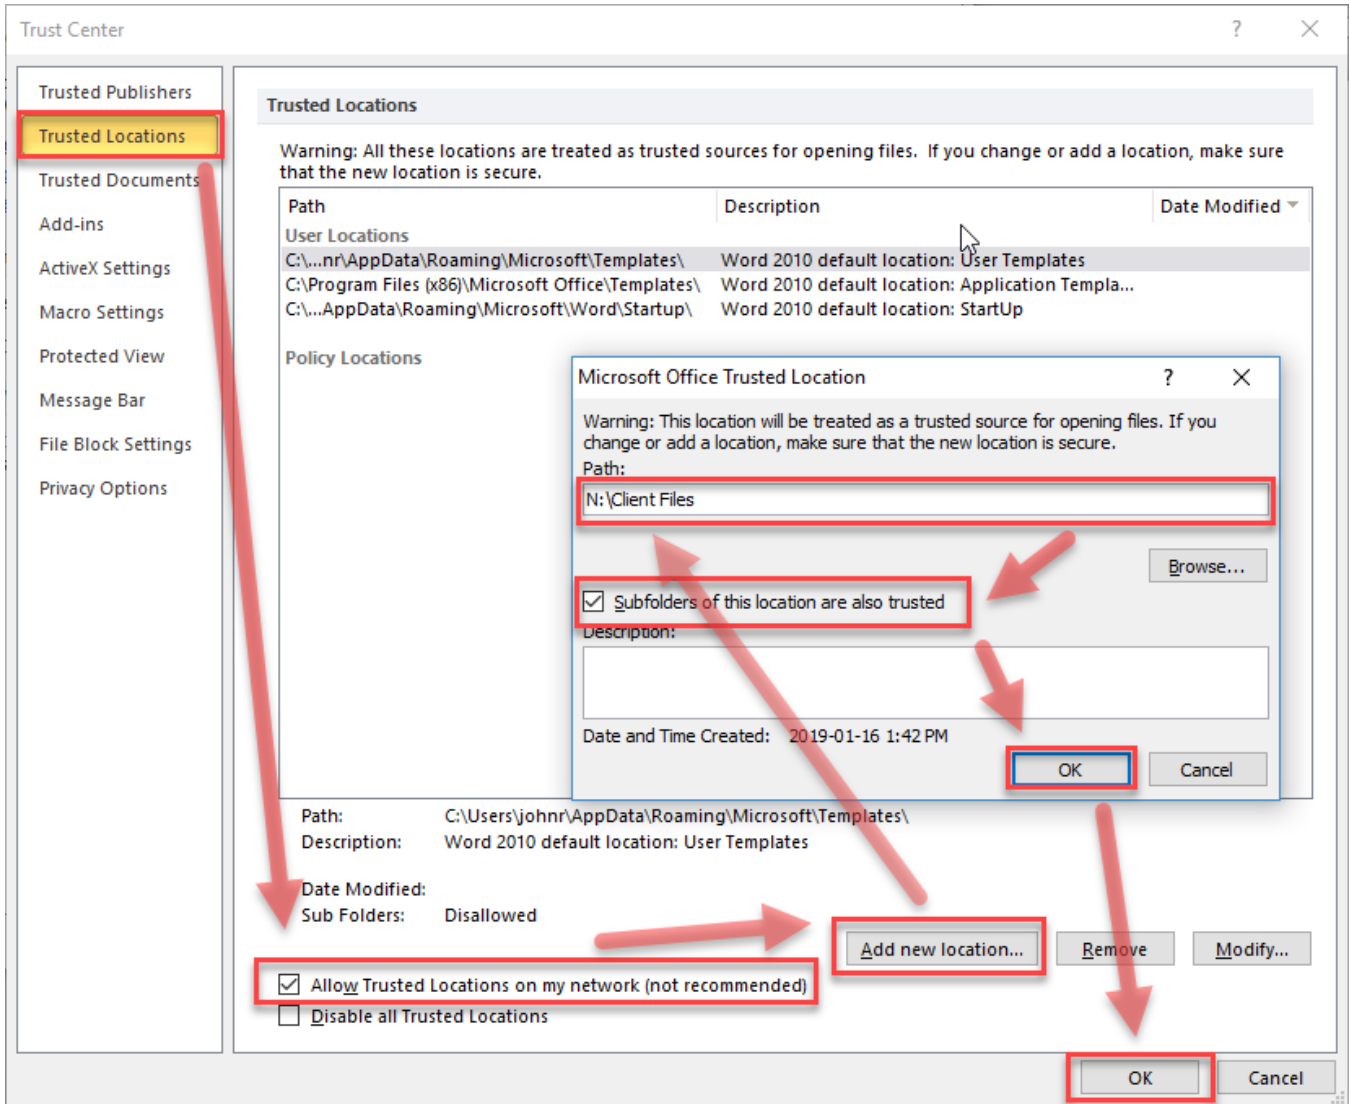 Trust Center
?
Trusted Publishers
Trusted Locations
Trusted Documents
Add-ins
ActiveX Settings
Macro Settings
Protected View
Message Bar
File Block Settings
Privacy Options
Trusted Locations
Warning: All these locations are treated as trusted sources for opening files. If you change or add a location, make sure
that the new location is secure.
Path Description Date Modified
User Locations
C:\...nr\AppData\Roaming\Microsoft\Templates\ Word 2010 default location: User Templates
C:\Program Files (x86)\Microsoft Office\Templates\ Word 2010 default location: Application Templa...
C:\...AppData\Roaming\Microsoft\Word\Startup\ Word 2010 default location: StartUp
Policy Locations
Microsoft Office Trusted Location ?
Warning: This location will be treated as a trusted source for opening files. If you
change or add a location, make sure that the new location is secure.
Path:
N:\Client Files
Browse...
Subfolders of this location are also trusted
Description:
Date and Time Created: 2019-01-16 1:42 PM
OK Cancel
Path: C:\Users\johnr\AppData\Roaming\Microsoft\Templates\
Description: Word 2010 default location: User Templates
Date Modified:
Sub Folders: Disallowed
Add new location... Remove Modify...
Allow Trusted Locations on my network (not recommended)
Disable all Trusted Locations
OK Cancel